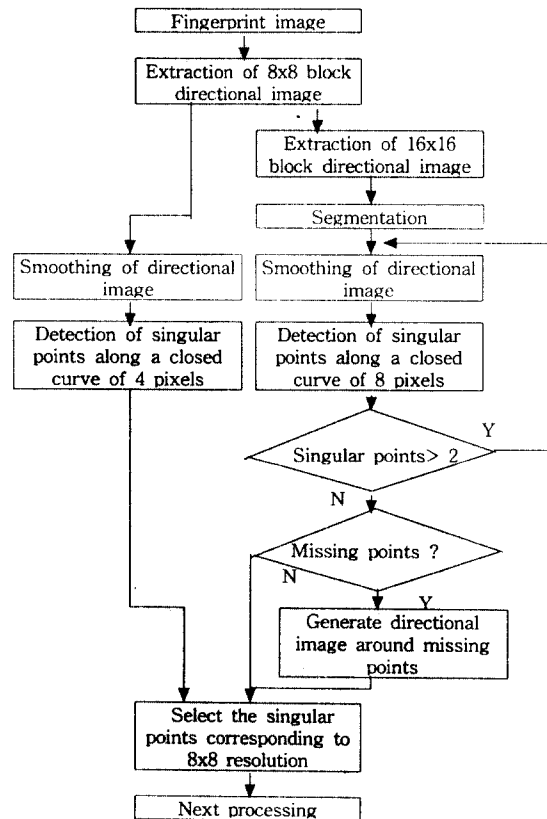 Fingerprint image
Extraction of 8x8 block
directional image
Extraction of 16x16
block directional image
Segmentation
Smoothing of directional
image
Smoothing of directional
image
Detection of singular
points along a closed
curve of 4 pixels
Detection of singular
points along a closed
curve of 8 pixels
Y
Singular points> 2
N
Missing points ?
N
Y
Generate directional
image around missing
points
Select the singular
points corresponding to
8x8 resolution
Next processing